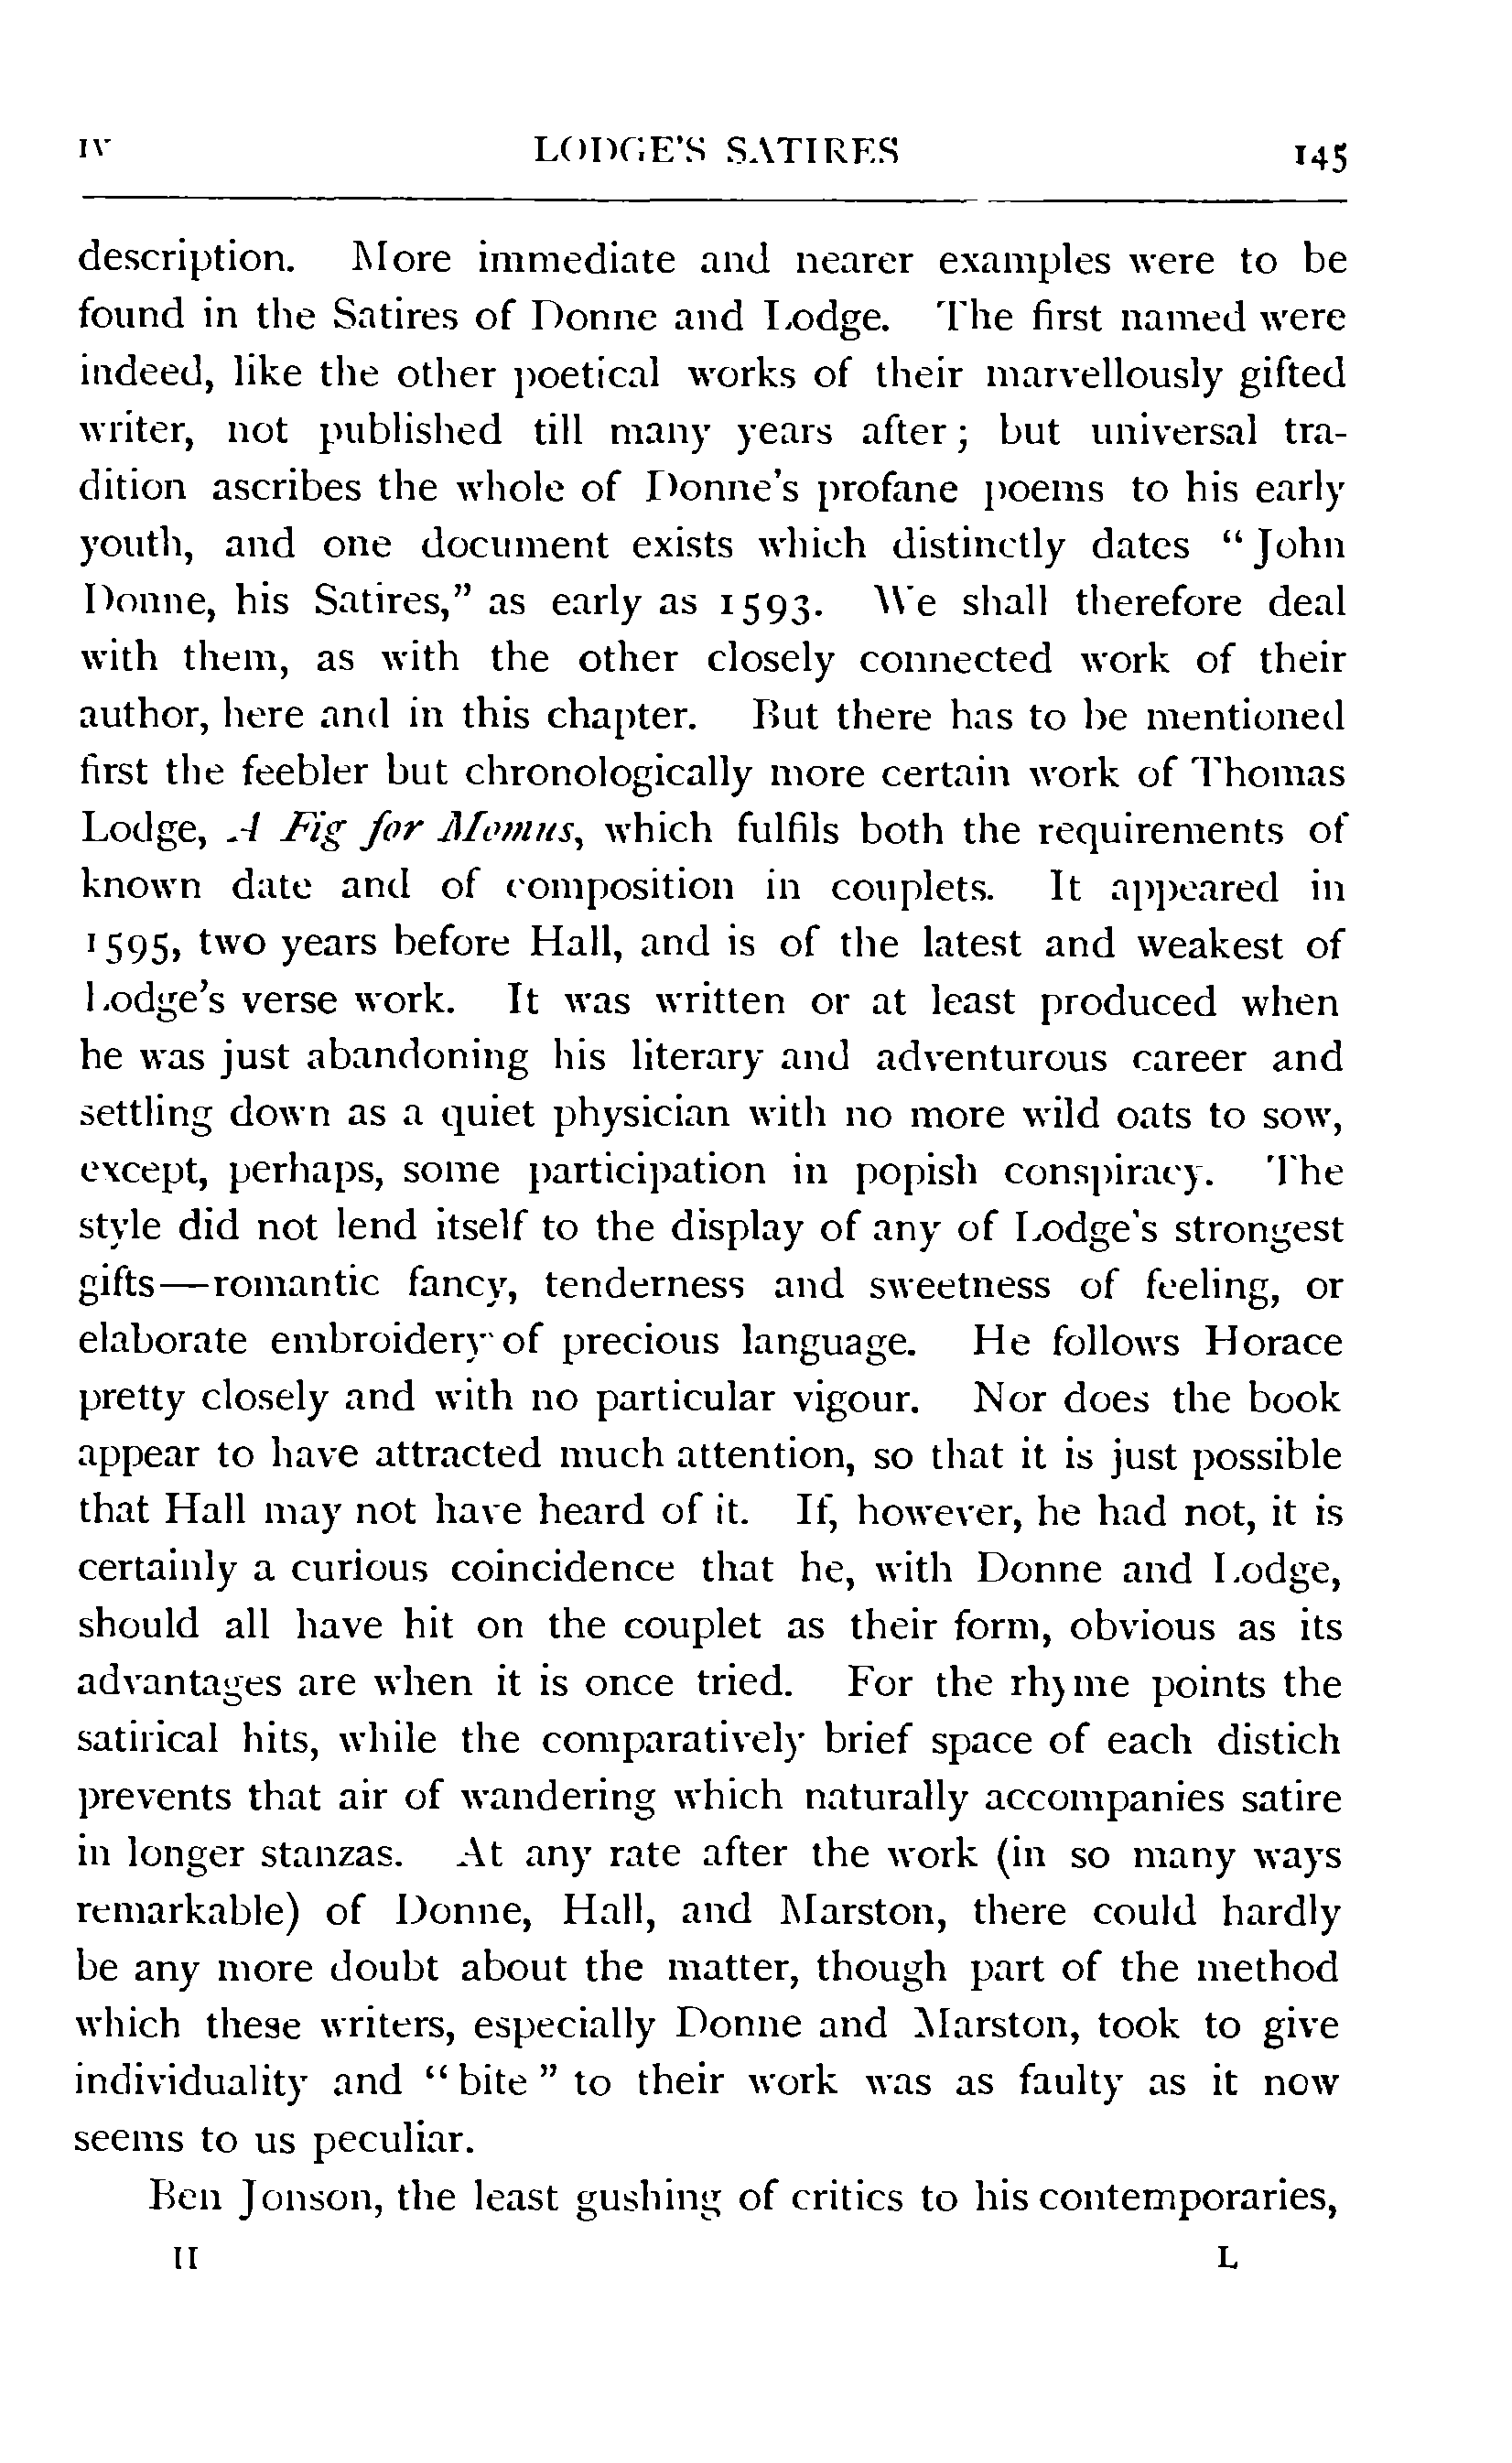 IV LODGE'S SATIRES 145
description. More immediate and nearer examples were to be
found in the Satires of Donne and Lodge. The first named were
indeed, like the other poetical works of their marvellously gifted
writer, not published till many years after; but universal tra-
dition ascribes the whole of Donne's profane poems to his early
youth, and one document exists which distinctly dates “John
Donne, his Satires,” as early as 1593. We shall therefore deal
with them, as with the other closely connected work of their
author, here and in this chapter. But there has to be mentioned
first the feebler but chronologically more certain work of Thomas
Lodge, A Fig for Momus, which fulfils both the requirements of
known date and of composition in couplets. It appeared in
1595, two years before Hall, and is of the latest and weakest of
Lodge's verse work. It was written or at least produced when
he was just abandoning his literary and adventurous career and
settling down as a quiet physician with no more wild oats to sow,
except, perhaps, some participation in popish conspiracy. The
style did not lend itself to the display of any of Lodge's strongest
gifts—romantic fancy, tenderness and sweetness of feeling, or
elaborate embroidery of precious language. He follows Horace
pretty closely and with no particular vigour. Nor does the book
appear to have attracted much attention, so that it is just possible
that Hall may not have heard of it. If, however, he had not, it is
certainly a curious coincidence that he, with Donne and Lodge,
should all have hit on the couplet as their form, obvious as its
advantages are when it is once tried. For the rhyme points the
satirical hits, while the comparatively brief space of each distich
prevents that air of wandering which naturally accompanies satire
in longer stanzas. At any rate after the work (in so many ways
remarkable) of Donne, Hall, and Marston, there could hardly
be any more doubt about the matter, though part of the method
which these writers, especially Donne and Marston, took to give
individuality and “bite” to their work was as faulty as it now
seems to us peculiar.
Ben Jonson, the least gushing of critics to his contemporaries,
II L